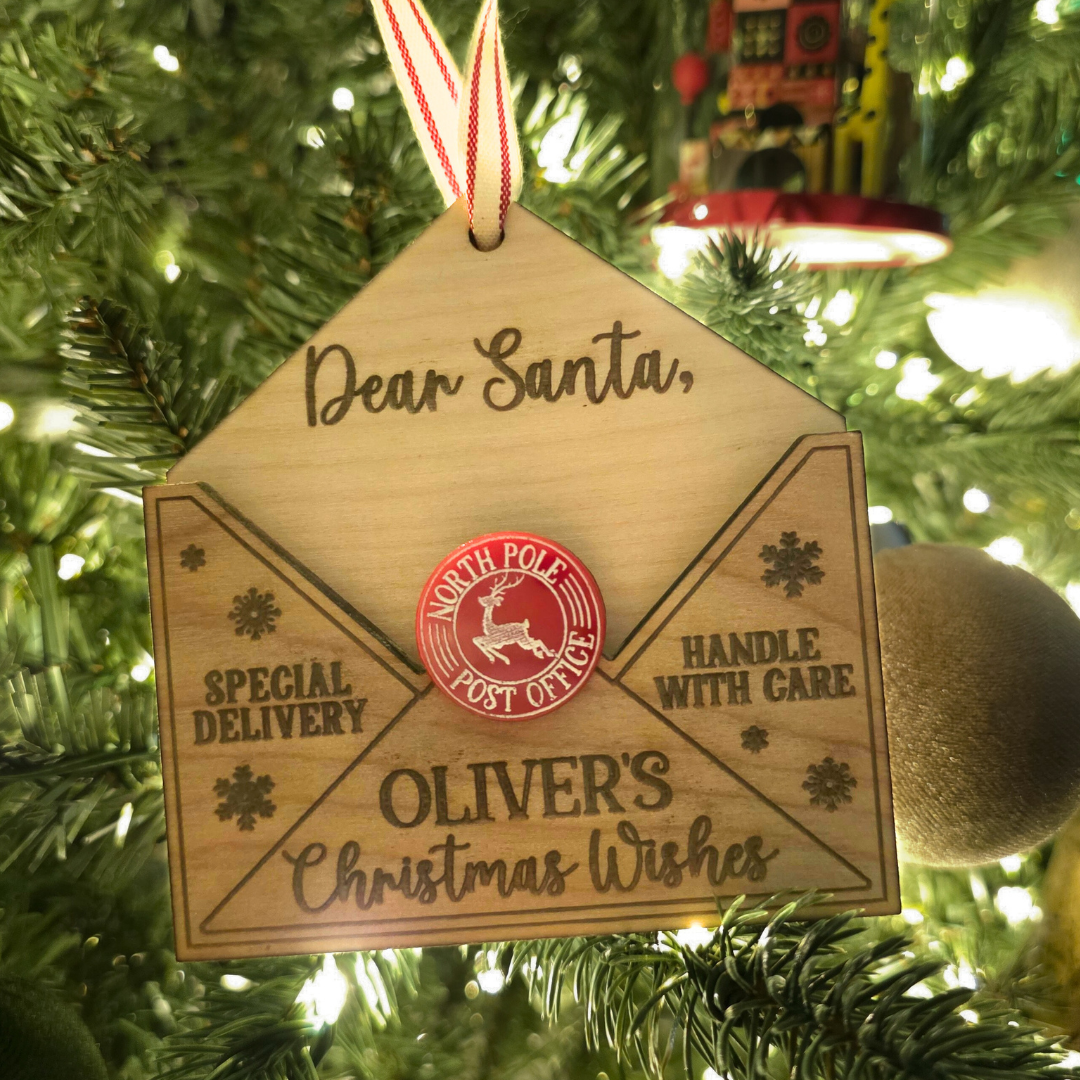 Dear Santa,
NORTH POLE
POST OFFICE
SPECIAL
DELIVERY
HANDLE
WITH CARE
OLIVER'S
Christmas Wishes